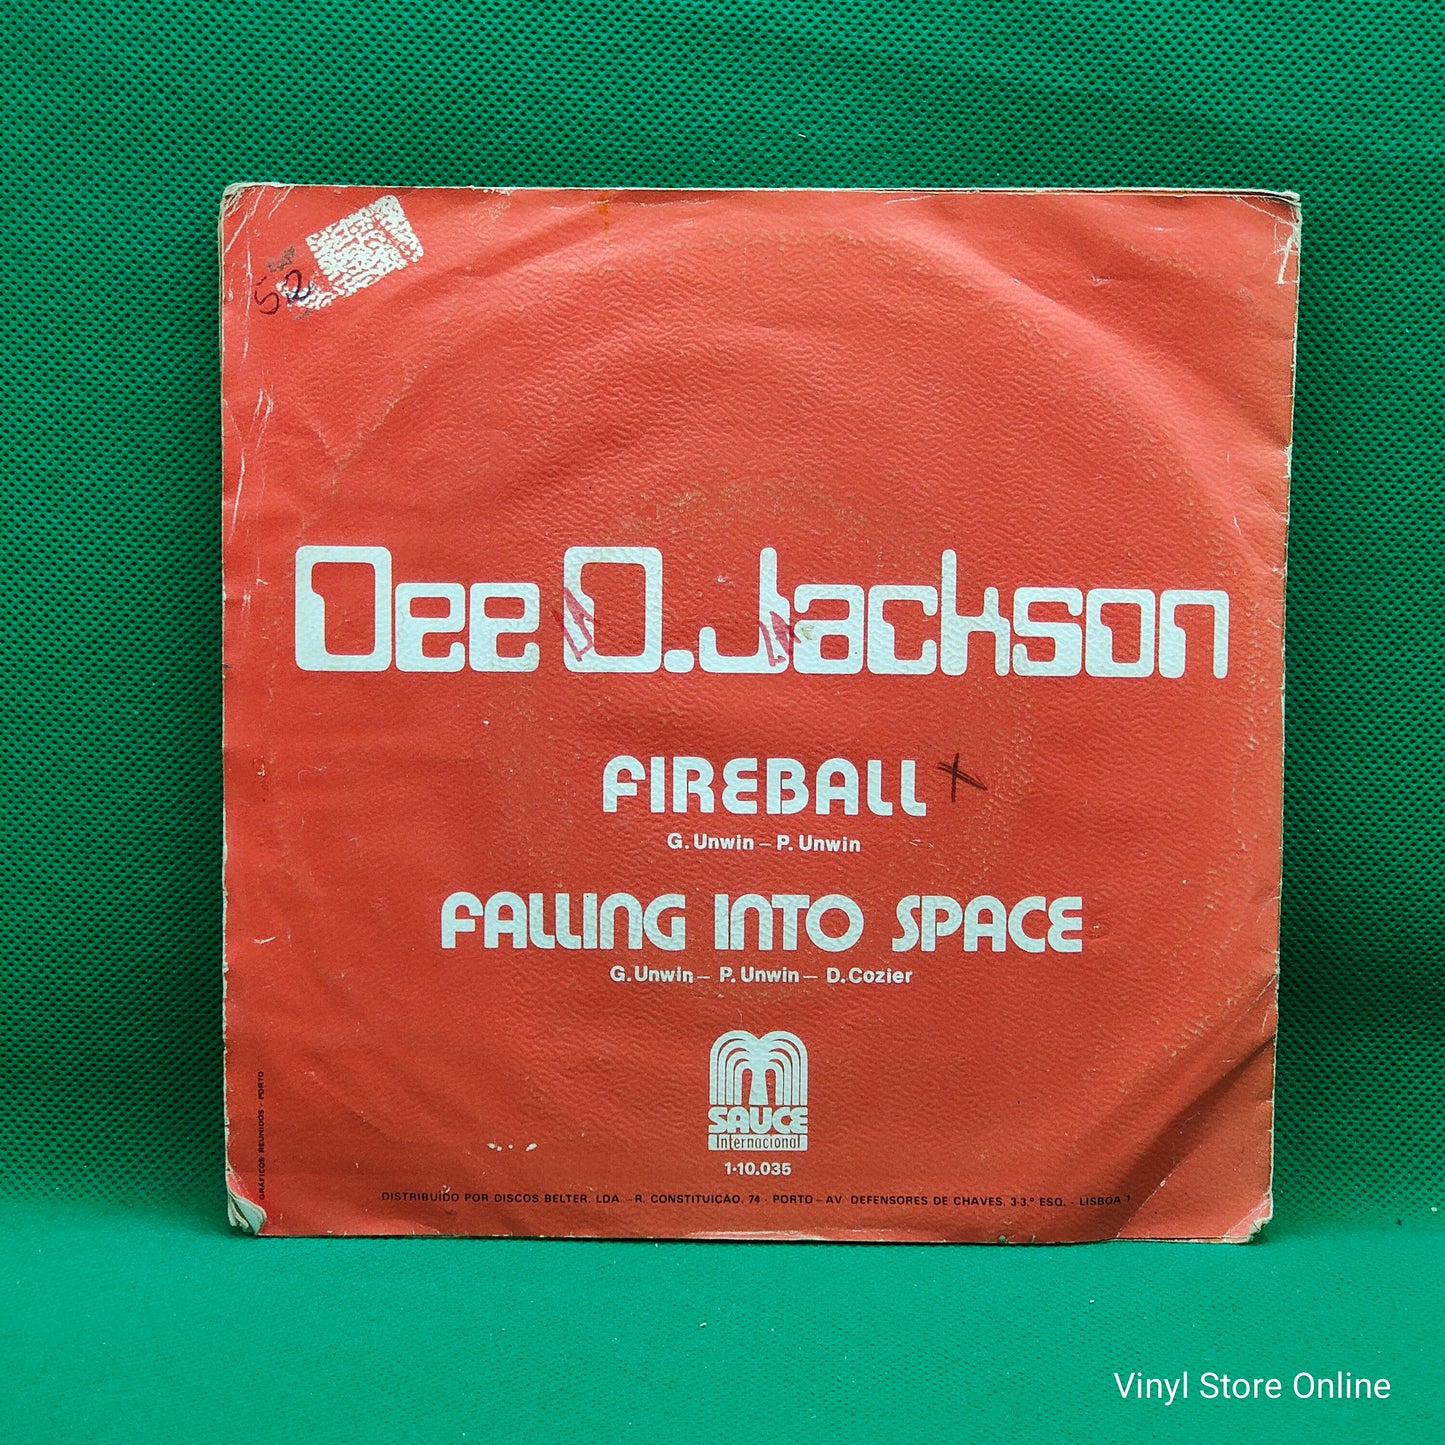 52
Dee D. Jackson
FIREBALL
G. Unwin – P. Unwin
FALLING INTO SPACE
G. Unwin – P. Unwin – D. Cozier
SAUCE
Internacional
1-10.035
DISTRIBUIDO POR DISCOS BELTER, LDA. – R. CONSTITUIÇÃO, 74 - PORTO – AV DEFENSORES DE CHAVES, 3-3.º ESQ. - LISBOA 1
GRÁFICOS REUNIDOS - PORTO
Vinyl Store Online